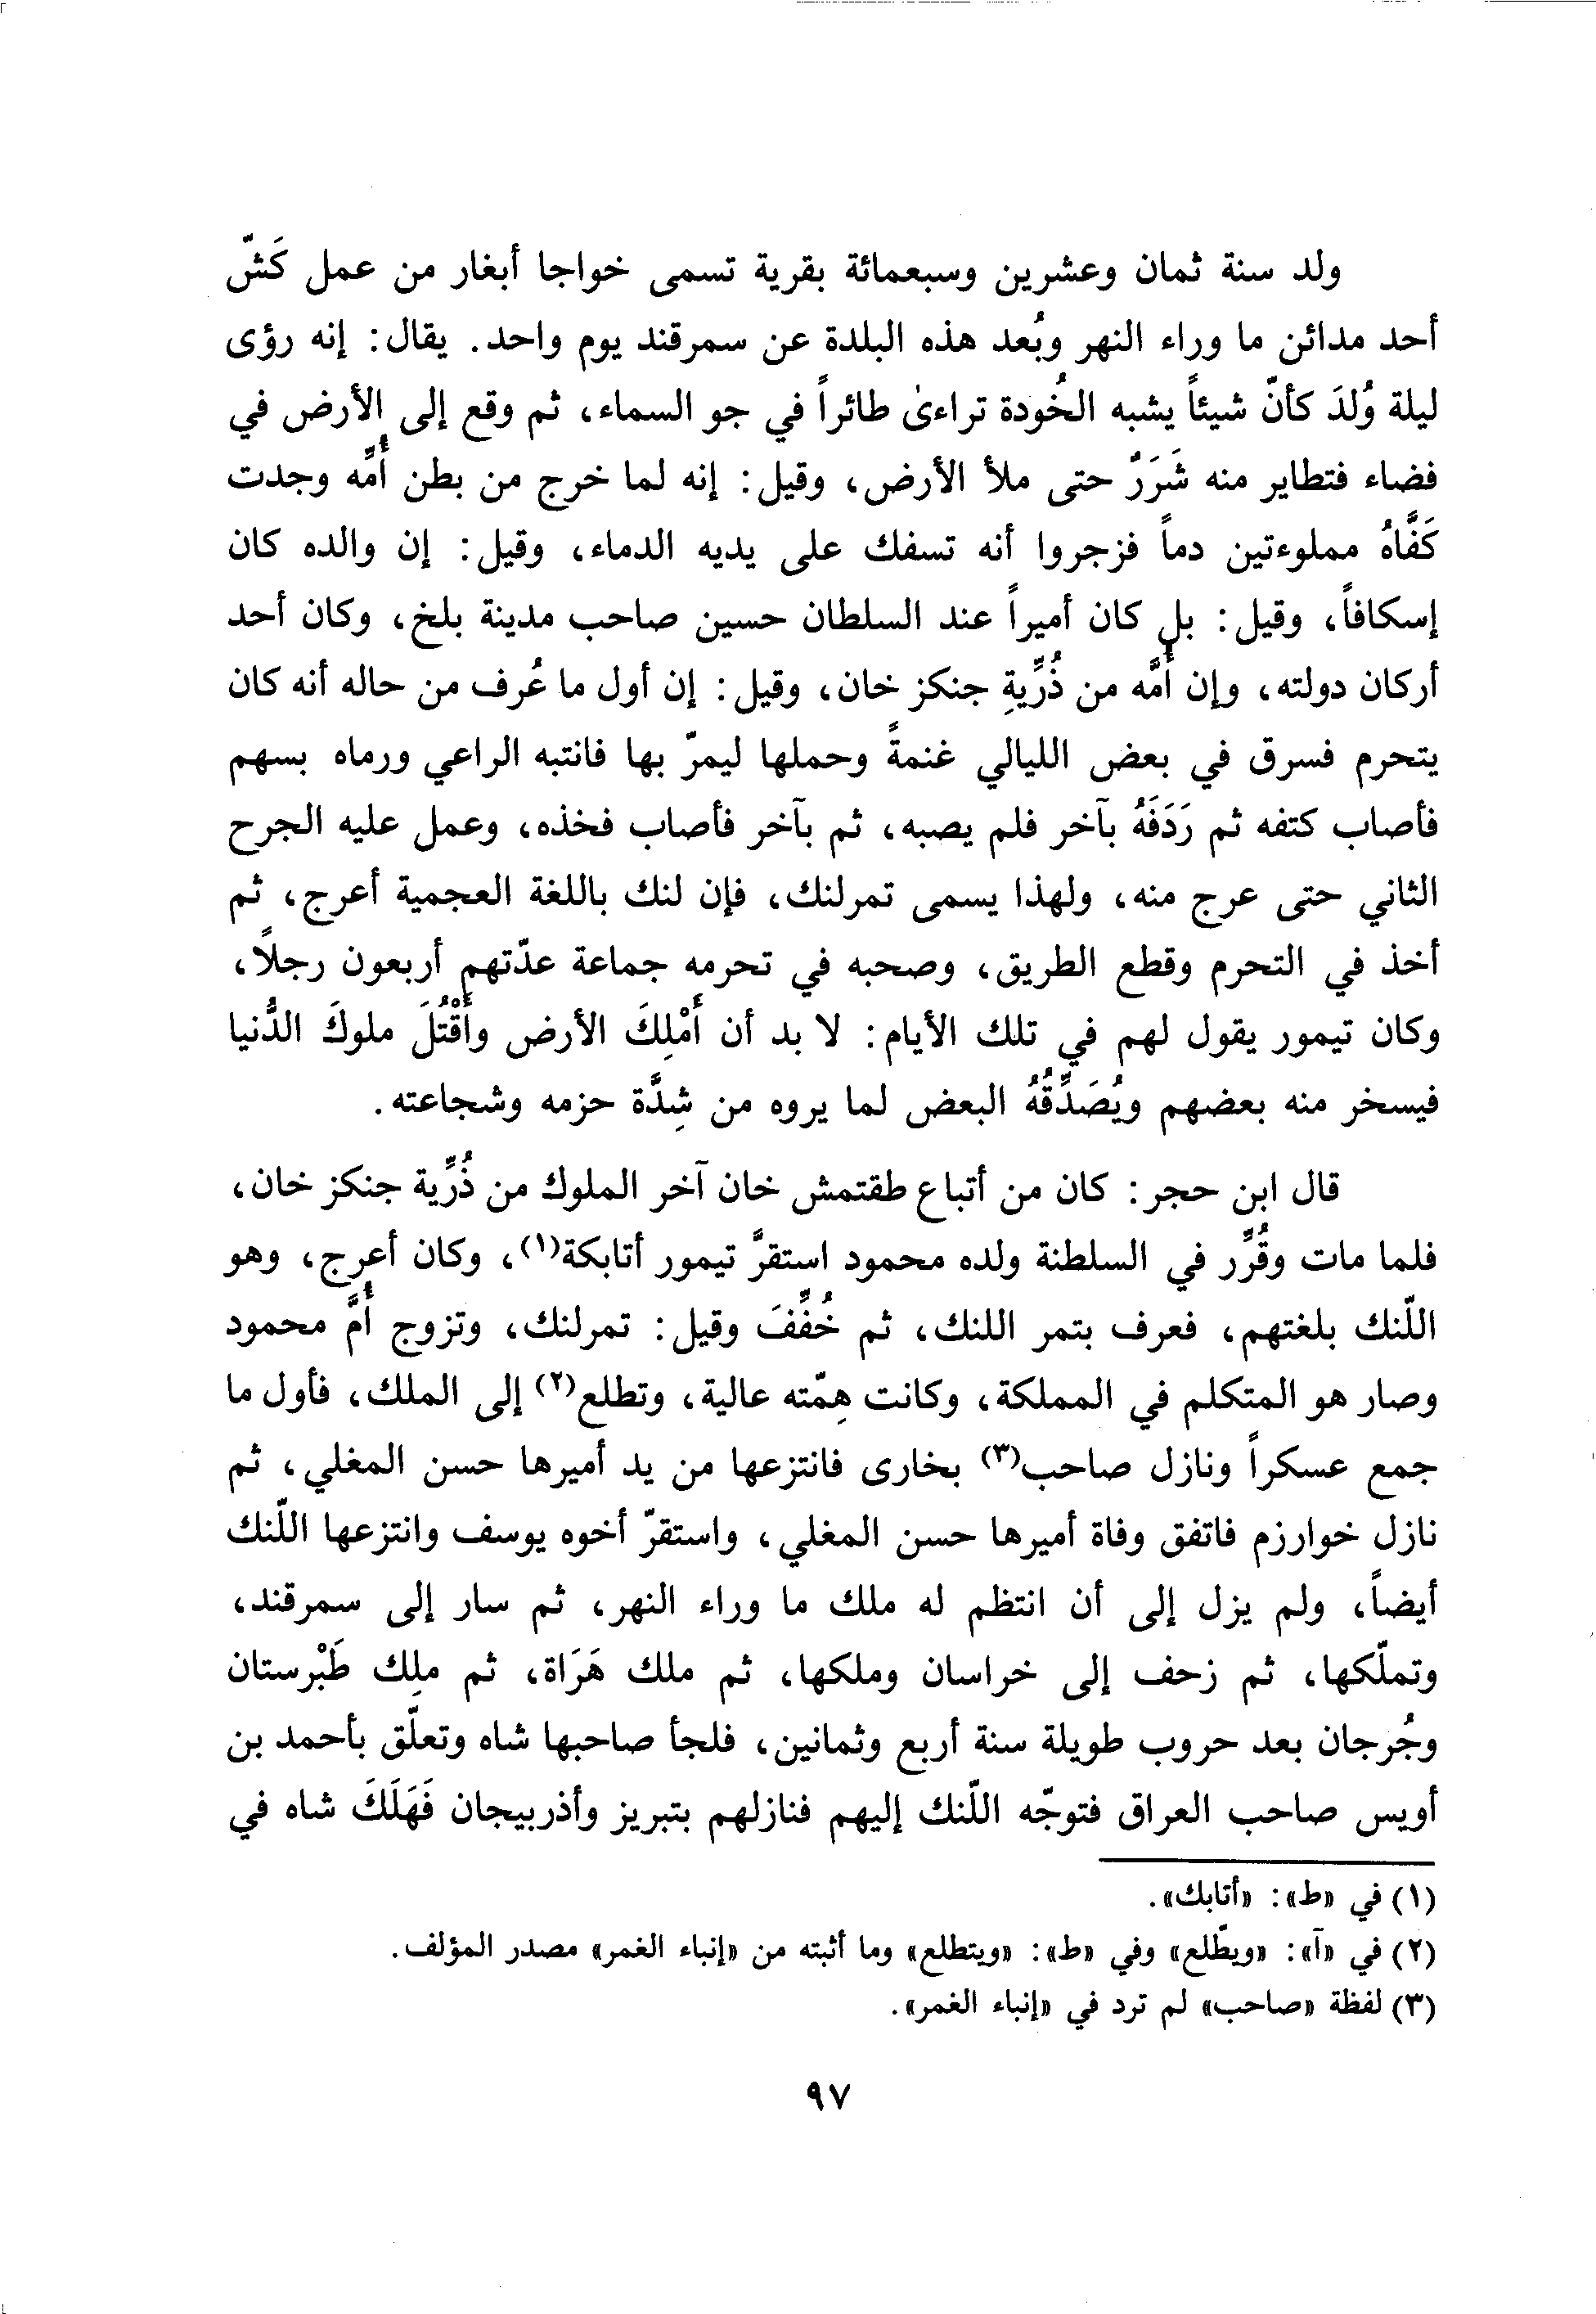 ولد سنة ثمان وعشرين وسبعمائة بقرية تسمى خواجا أبغار من عمل كَشّ
أحد مدائن ما وراء النهر وبُعد هذه البلدة عن سمرقند يوم واحد. يقال: إنه رؤى
ليلة وُلدَ كأنّ شيئاً يشبه الخُودة تراءىٰ طائراً في جو السماء، ثم وقع إلى الأرض في
فضاء فتطاير منه شَرَرٌ حتى ملأ الأرض، وقيل: إنه لما خرج من بطن أُمِّه وجدت
كَفَّاهُ مملوءتين دماً فزجروا أنه تسفك على يديه الدماء، وقيل: إن والده كان
إسكافاً، وقيل: بل كان أميراً عند السلطان حسين صاحب مدينة بلخ، وكان أحد
أركان دولته، وإن أُمَّه من ذُرِّيةِ جنكز خان، وقيل: إن أول ما عُرف من حاله أنه كان
يتحرم فسرق في بعض الليالي غنمةً وحملها ليمرّ بها فانتبه الراعي ورماه بسهم
فأصاب كتفه ثم رَدَفَهُ بآخر فلم يصبه، ثم بآخر فأصاب فخذه، وعمل عليه الجرح
الثاني حتى عرج منه، ولهذا يسمى تمرلنك، فإن لنك باللغة العجمية أعرج، ثم
أخذ في التحرم وقطع الطريق، وصحبه في تحرمه جماعة عدّتهم أربعون رجلًا،
وكان تيمور يقول لهم في تلك الأيام: لا بد أن أَمْلِكَ الأرض وأَقْتُلَ ملوكَ الدُّنيا
فيسخر منه بعضهم ويُصَدِّقُهُ البعض لما يروه من شِدَّة حزمه وشجاعته.
قال ابن حجر: كان من أتباع طقتمش خان آخر الملوك من ذُرِّية جنكز خان،
فلما مات وقُرِّر في السلطنة ولده محمود استقرَّ تيمور أتابكة(١)، وكان أعرج، وهو
اللّنك بلغتهم، فعرف بتمر اللنك، ثم خُفِّفَ وقيل: تمرلنك، وتزوج أُمَّ محمود
وصار هو المتكلم في المملكة، وكانت هِمّته عالية، وتطلع(٢) إلى الملك، فأول ما
جمع عسكراً ونازل صاحب(٣) بخارى فانتزعها من يد أميرها حسن المغلي، ثم
نازل خوارزم فاتفق وفاة أميرها حسن المغلي، واستقرّ أخوه يوسف وانتزعها اللّنك
أيضاً، ولم يزل إلى أن انتظم له ملك ما وراء النهر، ثم سار إلى سمرقند،
وتملّكها، ثم زحف إلى خراسان وملكها، ثم ملك هَرَاة، ثم ملِك طَبْرستان
وجُرجان بعد حروب طويلة سنة أربع وثمانين، فلجأ صاحبها شاه وتعلّق بأحمد بن
أويس صاحب العراق فتوجّه اللّنك إليهم فنازلهم بتبريز وأذربيجان فَهَلَكَ شاه في
(١) في «ط»: «أتابك».
(٢) في «آ»: «ويطّلع» وفي «ط»: «ويتطلع» وما أثبته من «إنباء الغمر» مصدر المؤلف.
(٣) لفظة «صاحب» لم ترد في «إنباء الغمر».
٩٧